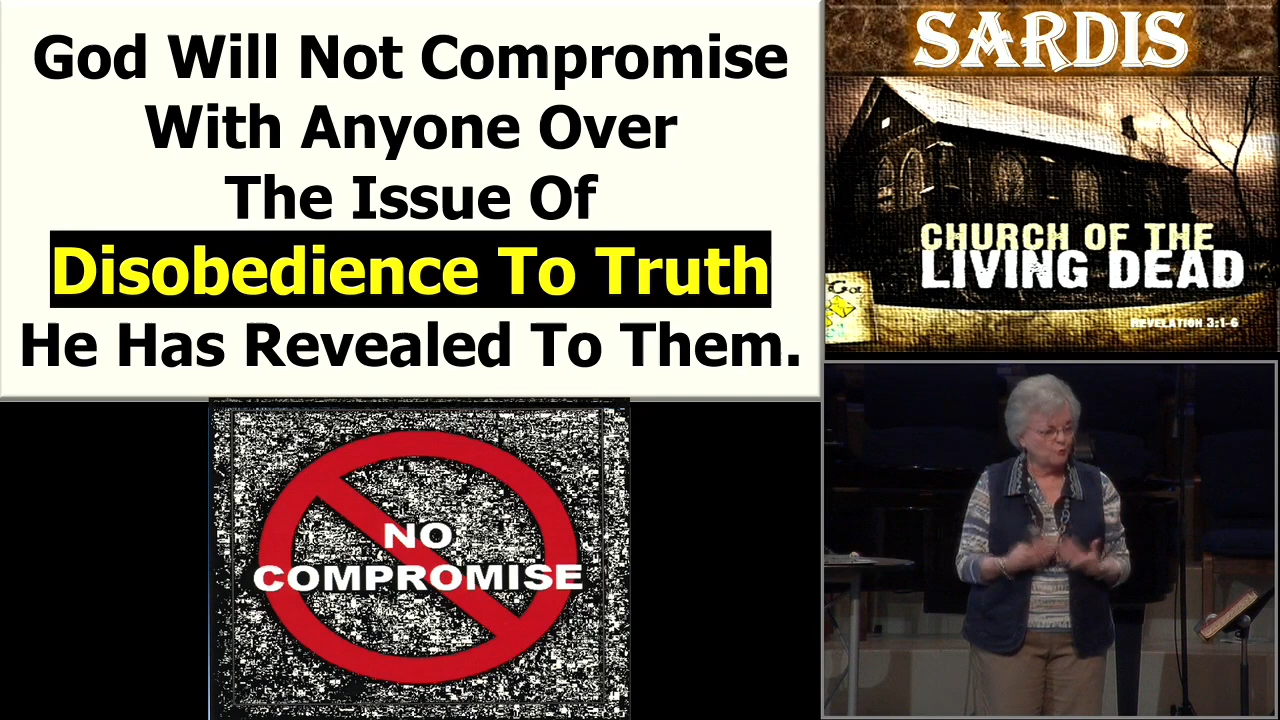 God Will Not Compromise
With Anyone Over
The Issue Of
Disobedience To Truth
He Has Revealed To Them.
NO
COMPROMISE
SARDIS
CHURCH OF THE
LIVING DEAD
REVELATION 3:1-6